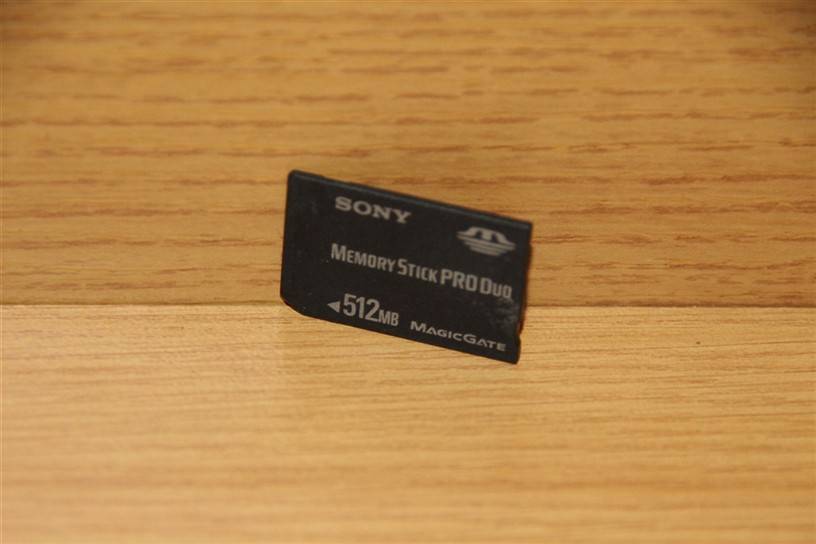 SONY
MEMORY STICK PRO DUO
512MB
MAGICGATE